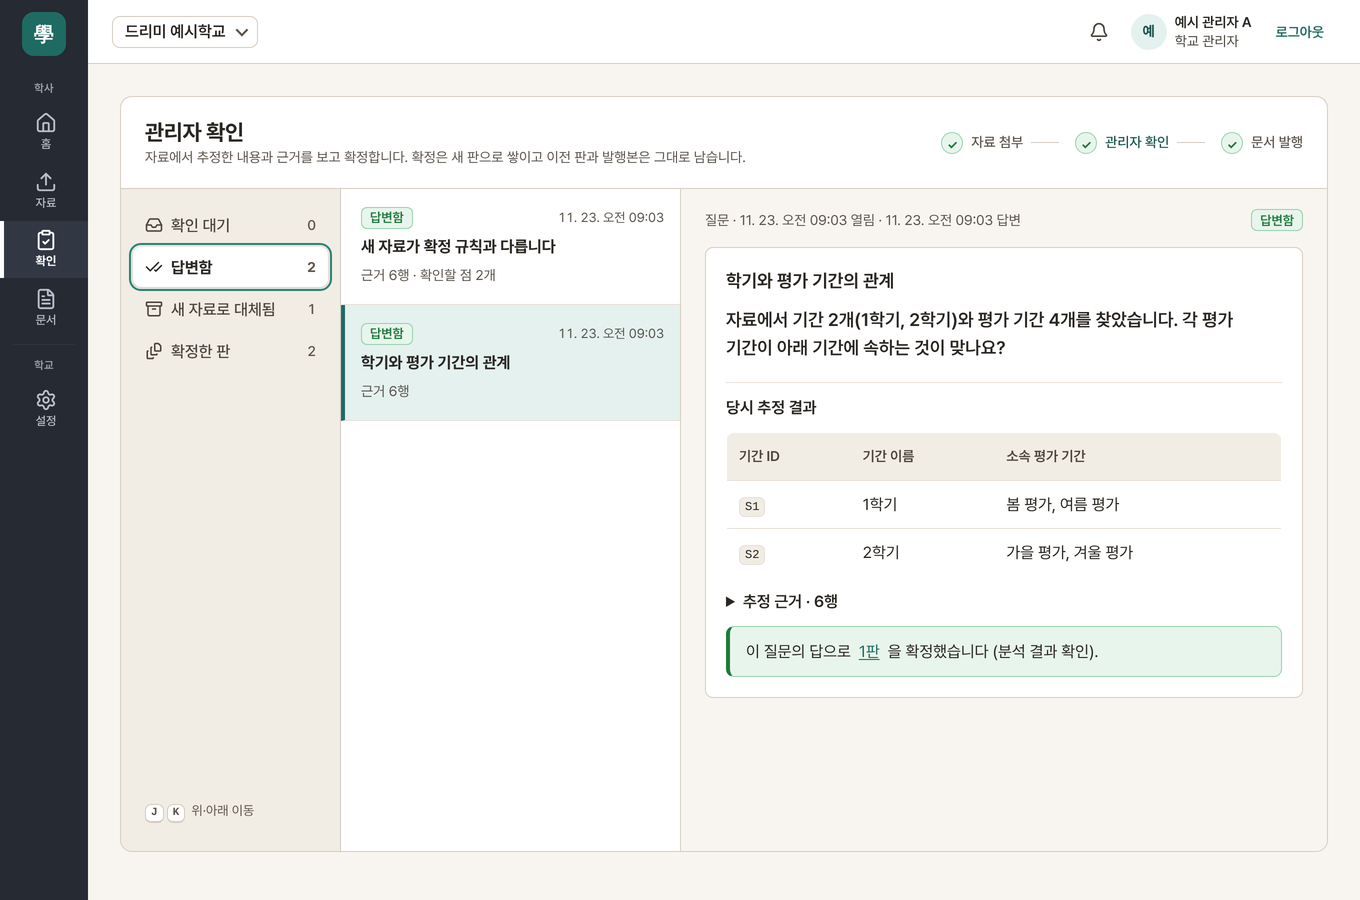 學
학사
홈
자료
확인
문서
학교
설정
드리미 예시학교
예
예시 관리자 A
학교 관리자
로그아웃
관리자 확인
자료에서 추정한 내용과 근거를 보고 확정합니다. 확정은 새 판으로 쌓이고 이전 판과 발행본은 그대로 남습니다.
자료 첨부
관리자 확인
문서 발행
확인 대기 0
답변함 2
새 자료로 대체됨 1
확정한 판 2
J K 위·아래 이동
답변함 11. 23. 오전 09:03
새 자료가 확정 규칙과 다릅니다
근거 6행 · 확인할 점 2개
답변함 11. 23. 오전 09:03
학기와 평가 기간의 관계
근거 6행
질문 · 11. 23. 오전 09:03 열림 · 11. 23. 오전 09:03 답변 답변함
학기와 평가 기간의 관계
자료에서 기간 2개(1학기, 2학기)와 평가 기간 4개를 찾았습니다. 각 평가
기간이 아래 기간에 속하는 것이 맞나요?
당시 추정 결과
기간 ID 기간 이름 소속 평가 기간
S1 1학기 봄 평가, 여름 평가
S2 2학기 가을 평가, 겨울 평가
추정 근거 · 6행
이 질문의 답으로 1판 을 확정했습니다 (분석 결과 확인).